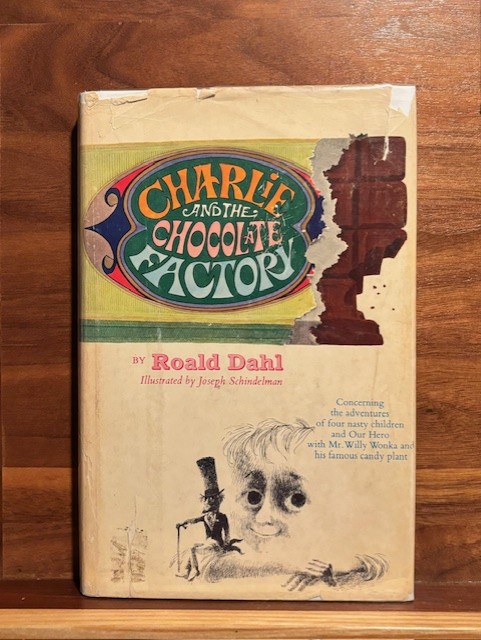 CHARLIE
AND THE
CHOCOLATE
FACTORY
BY Roald Dahl
Illustrated by Joseph Schindelman
Concerning
the adventures
of four nasty children
and Our Hero
with Mr. Willy Wonka and
his famous candy plant